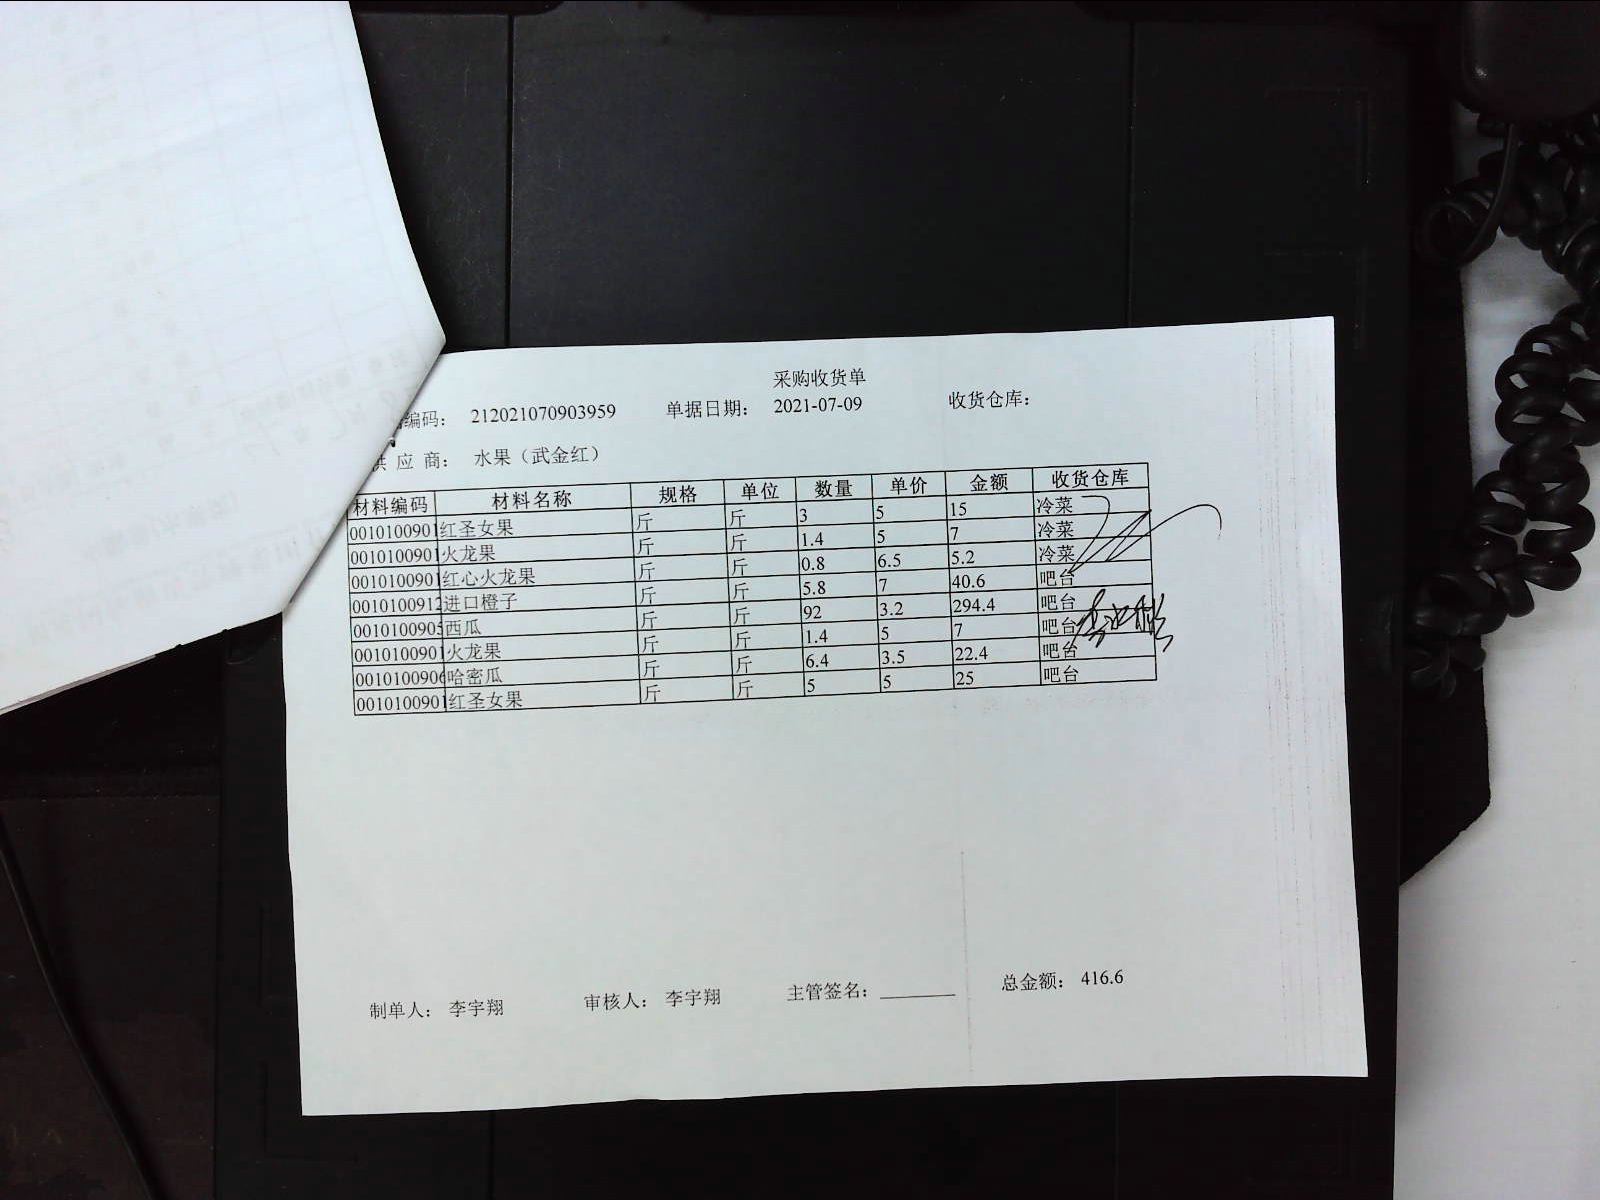 采购收货单
编码： 212021070903959 单据日期： 2021-07-09 收货仓库：
供 应 商： 水果（武金红）
材料编码 材料名称 规格 单位 数量 单价 金额 收货仓库
0010100901 红圣女果 斤 斤 3 5 15 冷菜
0010100901 火龙果 斤 斤 1.4 5 7 冷菜
0010100901 红心火龙果 斤 斤 0.8 6.5 5.2 冷菜
0010100912 进口橙子 斤 斤 5.8 7 40.6 吧台
0010100905 西瓜 斤 斤 92 3.2 294.4 吧台
0010100901 火龙果 斤 斤 1.4 5 7 吧台
0010100906 哈密瓜 斤 斤 6.4 3.5 22.4 吧台
0010100901 红圣女果 斤 斤 5 5 25 吧台
制单人： 李宇翔 审核人： 李宇翔 主管签名： 总金额： 416.6